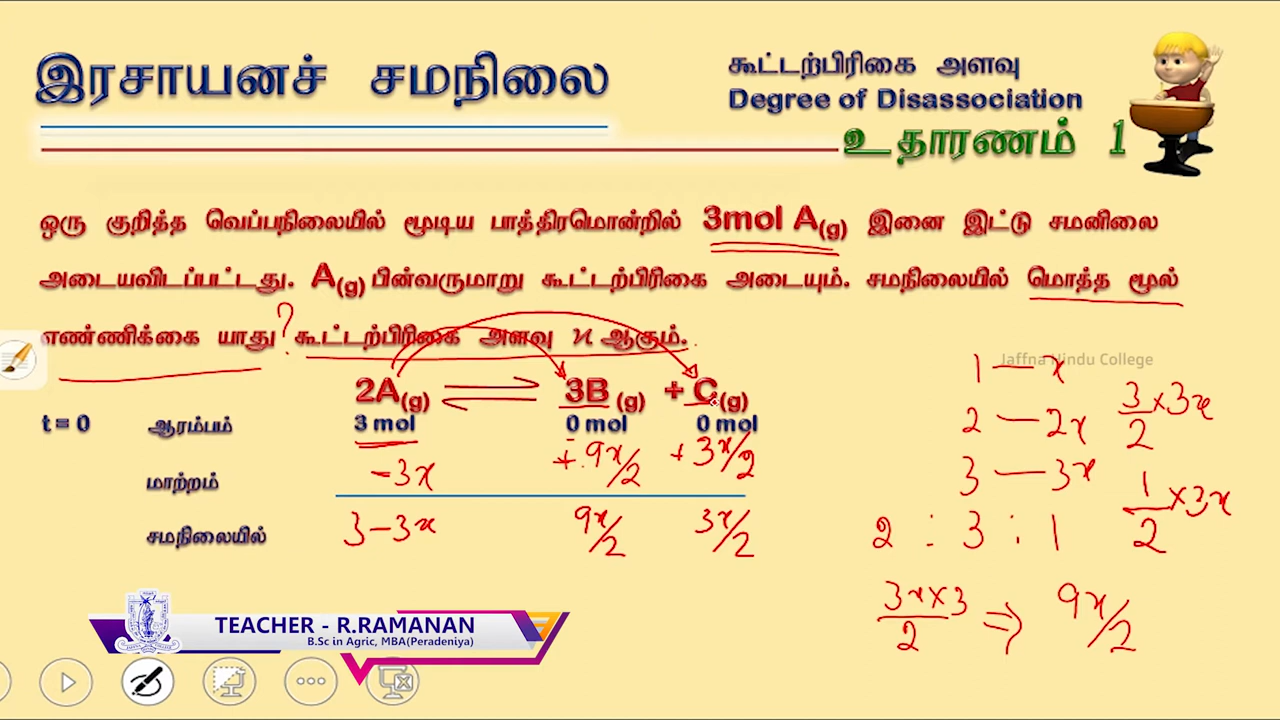 இரசாயனச் சமநிலை
கூட்டற்பிரிகை அளவு
Degree of Disassociation
உதாரணம் 1
ஒரு குறித்த வெப்பநிலையில் மூடிய பாத்திரமொன்றில் 3mol A(g) இனை இட்டு சமனிலை
அடையவிடப்பட்டது. A(g) பின்வருமாறு கூட்டற்பிரிகை அடையும். சமநிலையில் மொத்த மூல்
எண்ணிக்கை யாது? கூட்டற்பிரிகை அளவு x ஆகும்.
Jaffna Hindu College
2A(g) ⇌ 3B (g) + C(g)
t = 0 ஆரம்பம் 3 mol 0 mol 0 mol
மாற்றம் -3x +9x/2 +3x/2
சமநிலையில் 3-3x 9x/2 3x/2
1 — x
2 — 2x 3/2 x 3x
3 — 3x 1/2 x 3x
2 : 3 : 1
3x x 3/2 ⇒ 9x/2
TEACHER - R.RAMANAN
B.Sc in Agric, MBA(Peradeniya)